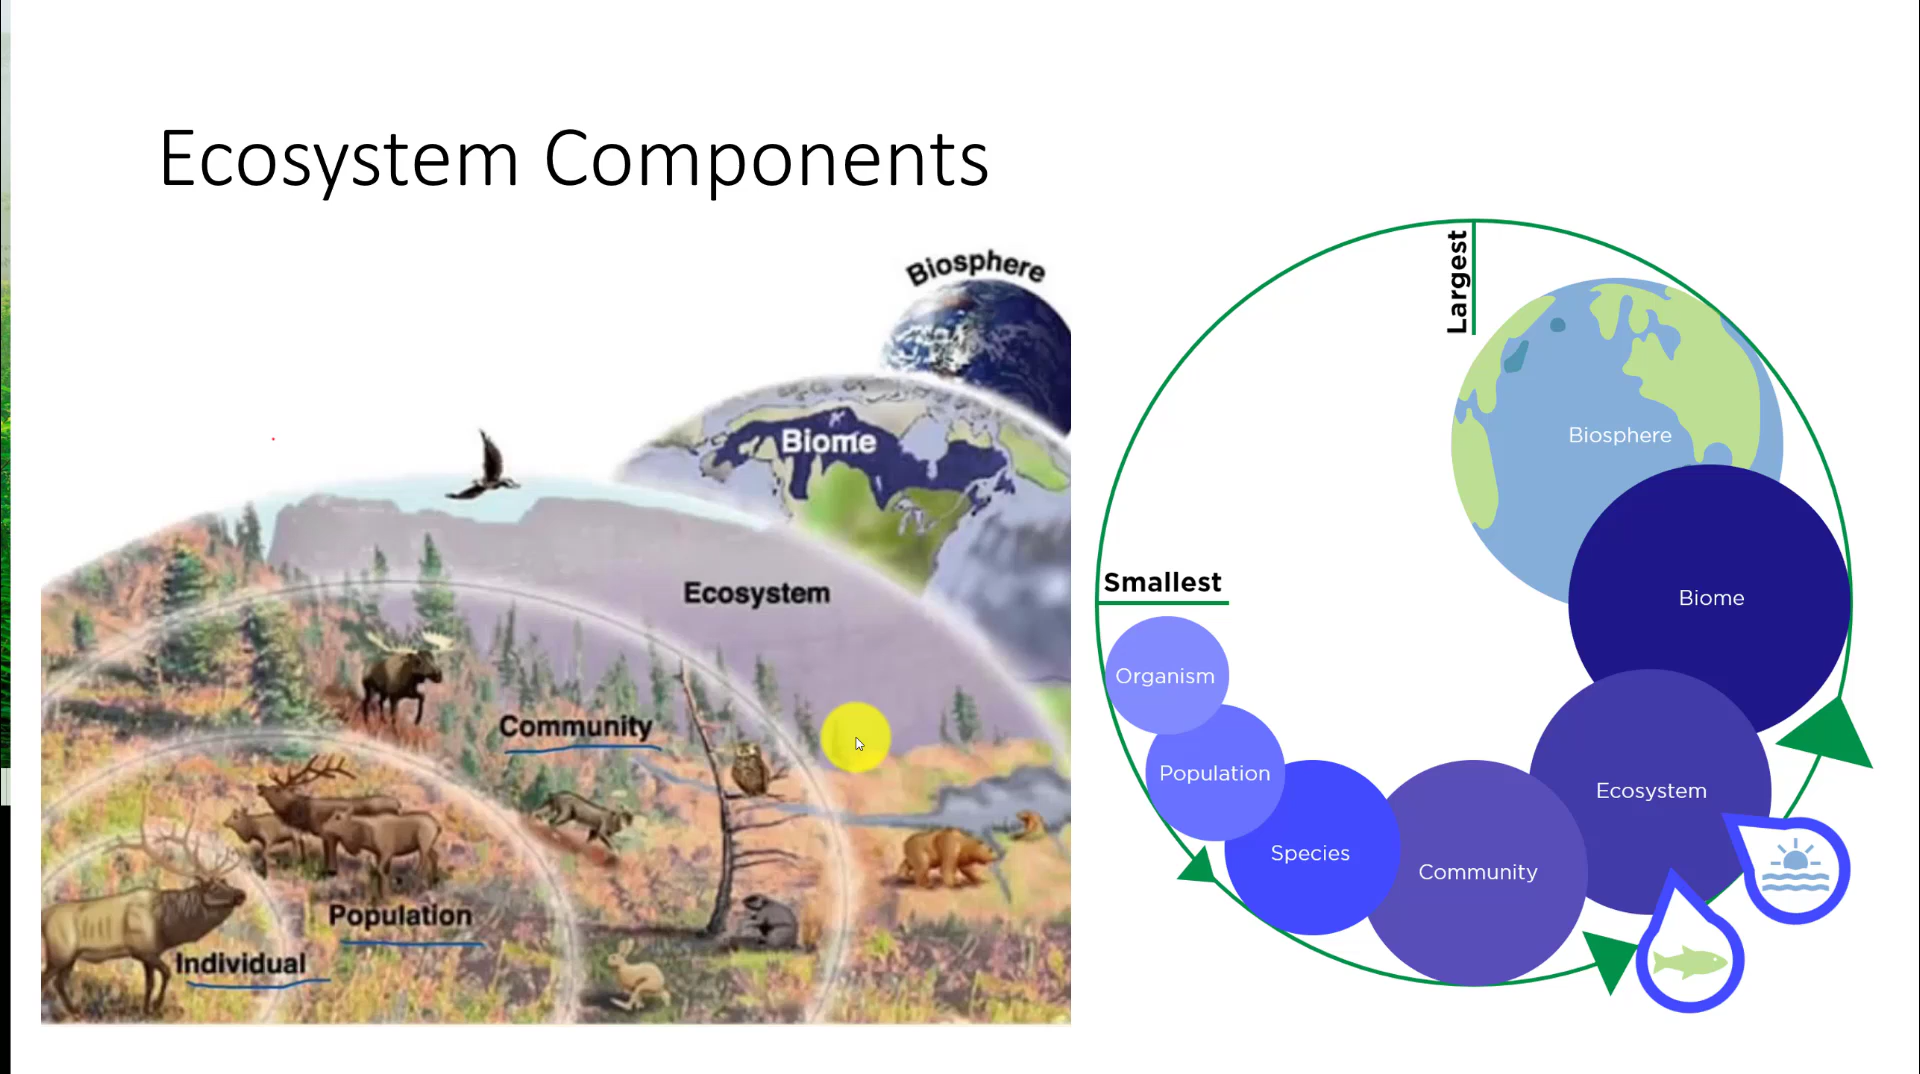 Ecosystem Components
Biosphere
Biome
Ecosystem
Community
Population
Individual
Largest
Smallest
Biosphere
Biome
Ecosystem
Community
Species
Population
Organism